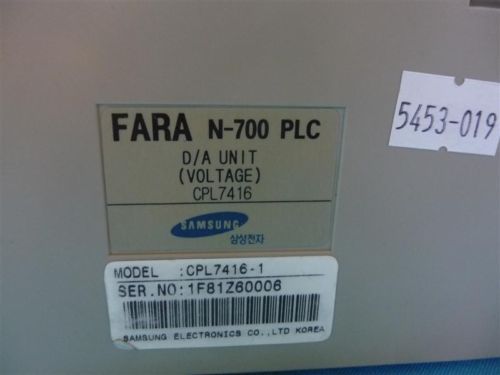 5453-019
FARA N-700 PLC
D/A UNIT
(VOLTAGE)
CPL7416
SAMSUNG
삼성전자
MODEL :CPL7416-1
SER.NO:1F81Z60006
SAMSUNG ELECTRONICS CO.,LTD KOREA